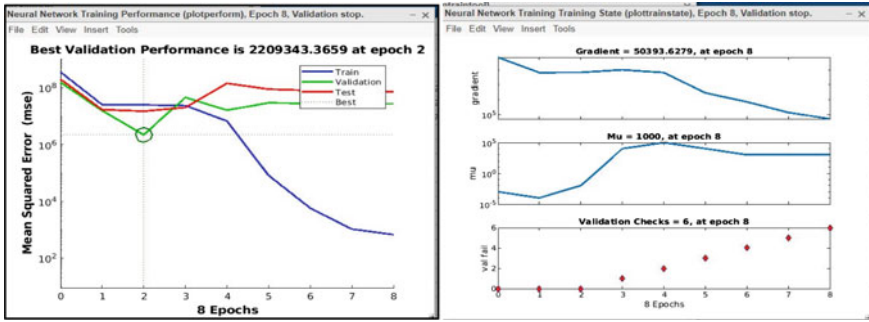 Neural Network Training Performance (plotperform), Epoch 8, Validation stop.
File Edit View Insert Tools
Best Validation Performance is 2209343.3659 at epoch 2
Mean Squared Error (mse)
10^8
10^6
10^4
10^2
Train
Validation
Test
Best
0 1 2 3 4 5 6 7 8
8 Epochs
Neural Network Training Training State (plottrainstate), Epoch 8, Validation stop.
File Edit View Insert Tools
Gradient = 50393.6279, at epoch 8
gradient
10^5
Mu = 1000, at epoch 8
mu
10^5
10^0
10^-5
Validation Checks = 6, at epoch 8
val fail
6
4
2
0
0 1 2 3 4 5 6 7 8
8 Epochs